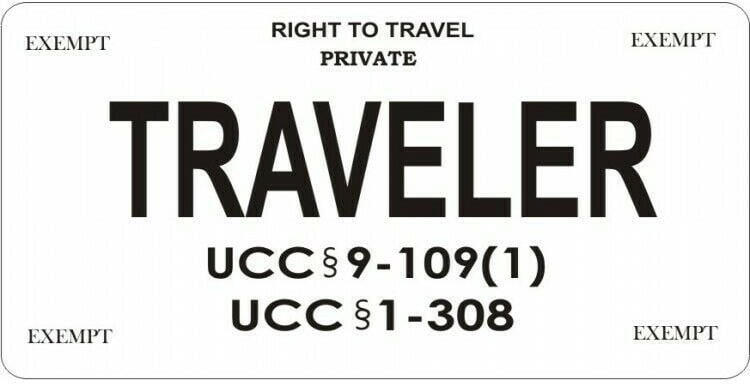 RIGHT TO TRAVEL
EXEMPT
EXEMPT
PRIVATE
TRAVELER
UCC§9-109(1)
UCC§1-308
EXEMPT
EXEMPT